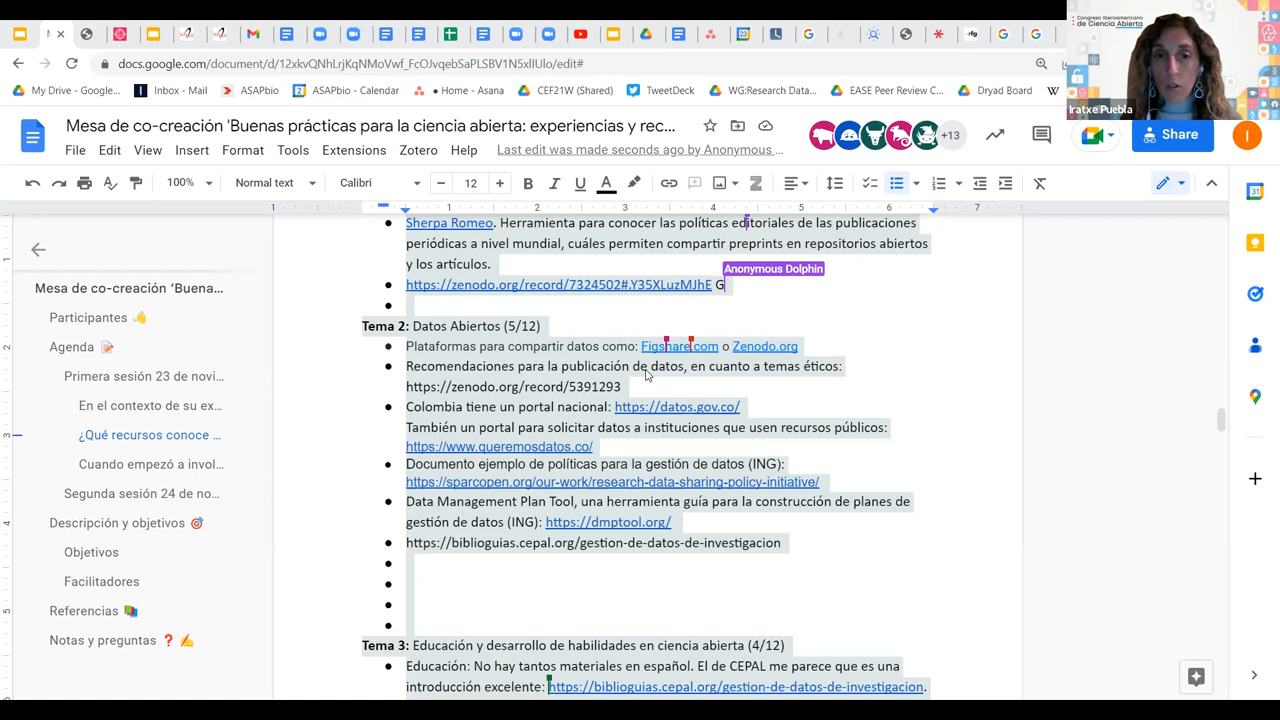 docs.google.com/document/d/12xkvQNhLrjKqNMoVwf_FcOJvqebSaPLSBV1N5xlIUlo/edit#
My Drive - Google...
Inbox - Mail
ASAPbio
ASAPbio - Calendar
Home - Asana
CEF21W (Shared)
TweetDeck
WG:Research Data...
EASE Peer Review C...
Dryad Board
Congreso Iberoamericano
de Ciencia Abierta
Iratxe Puebla
Mesa de co-creación 'Buenas prácticas para la ciencia abierta: experiencias y rec...
+13
Share
File Edit View Insert Format Tools Extensions Zotero Help
Last edit was made seconds ago by Anonymous ...
100%
Normal text
Calibri
12
Mesa de co-creación 'Buena...
Participantes
Agenda
Primera sesión 23 de novi...
En el contexto de su ex...
¿Qué recursos conoce ...
Cuando empezó a invol...
Segunda sesión 24 de no...
Descripción y objetivos
Objetivos
Facilitadores
Referencias
Notas y preguntas
Sherpa Romeo. Herramienta para conocer las políticas editoriales de las publicaciones
periódicas a nivel mundial, cuáles permiten compartir preprints en repositorios abiertos
y los artículos.
Anonymous Dolphin
https://zenodo.org/record/7324502#.Y35XLuzMJhE G
Tema 2: Datos Abiertos (5/12)
Plataformas para compartir datos como: Figshare.com o Zenodo.org
Recomendaciones para la publicación de datos, en cuanto a temas éticos:
https://zenodo.org/record/5391293
Colombia tiene un portal nacional: https://datos.gov.co/
También un portal para solicitar datos a instituciones que usen recursos públicos:
https://www.queremosdatos.co/
Documento ejemplo de políticas para la gestión de datos (ING):
https://sparcopen.org/our-work/research-data-sharing-policy-initiative/
Data Management Plan Tool, una herramienta guía para la construcción de planes de
gestión de datos (ING): https://dmptool.org/
https://biblioguias.cepal.org/gestion-de-datos-de-investigacion
Tema 3: Educación y desarrollo de habilidades en ciencia abierta (4/12)
Educación: No hay tantos materiales en español. El de CEPAL me parece que es una
introducción excelente: https://biblioguias.cepal.org/gestion-de-datos-de-investigacion.